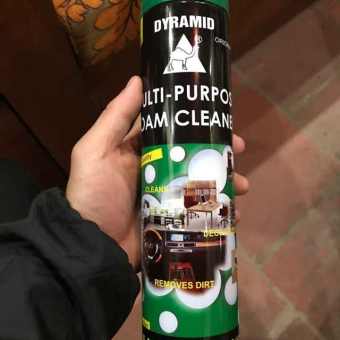 DYRAMID
®
ULTI-PURPOS
OAM CLEANE
CLEANS
REMOVES DIRT